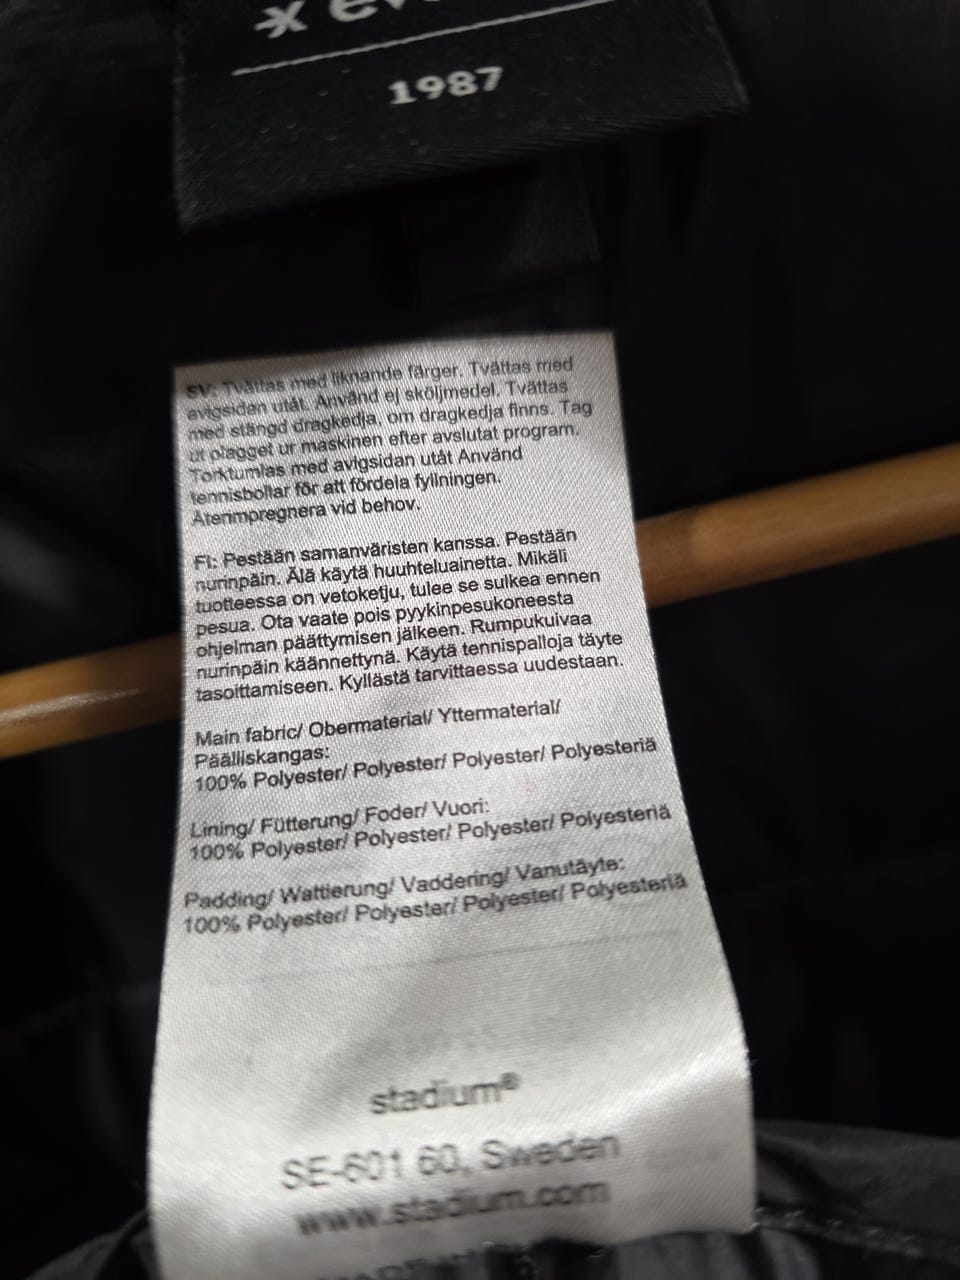 1987
SV: Tvättas med liknande färger. Tvättas med
avigsidan utåt. Använd ej sköljmedel. Tvättas
med stängd dragkedja, om dragkedja finns. Tag
ut plagget ur maskinen efter avslutat program.
Torktumlas med avigsidan utåt Använd
tennisbollar för att fördela fyllningen.
Återimpregnera vid behov.
FI: Pestään samanväristen kanssa. Pestään
nurinpäin. Älä käytä huuhteluainetta. Mikäli
tuotteessa on vetoketju, tulee se sulkea ennen
pesua. Ota vaate pois pyykinpesukoneesta
ohjelman päättymisen jälkeen. Rumpukuivaa
nurinpäin käännettynä. Käytä tennispalloja täyte
tasoittamiseen. Kyllästä tarvittaessa uudestaan.
Main fabric/ Obermaterial/ Yttermaterial/
Päälliskangas:
100% Polyester/ Polyester/ Polyester/ Polyesteriä
Lining/ Fütterung/ Foder/ Vuori:
100% Polyester/ Polyester/ Polyester/ Polyesteriä
Padding/ Wattierung/ Vaddering/ Vanutäyte:
100% Polyester/ Polyester/ Polyester/ Polyesteriä
stadium®
SE-601 60, Sweden
www.stadium.com